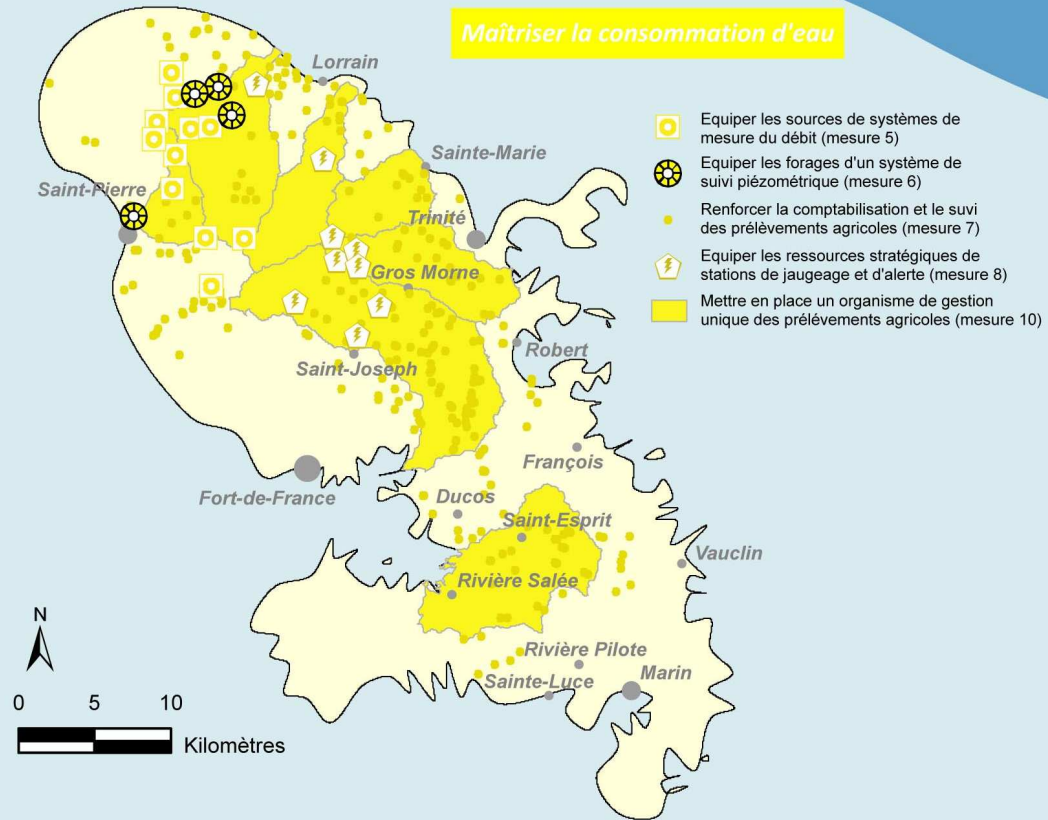 Maîtriser la consommation d'eau
Lorrain
Equiper les sources de systèmes de
mesure du débit (mesure 5)
Equiper les forages d'un système de
suivi piézométrique (mesure 6)
Renforcer la comptabilisation et le suvi
des prélèvements agricoles (mesure 7)
Equiper les ressources stratégiques de
stations de jaugeage et d'alerte (mesure 8)
Mettre en place un organisme de gestion
unique des prélévements agricoles (mesure 10)
Sainte-Marie
Saint-Pierre
Trinité
Gros Morne
Robert
Saint-Joseph
François
Fort-de-France
Ducos
Saint-Esprit
Vauclin
Rivière Salée
Rivière Pilote
Marin
Sainte-Luce
N
0 5 10
Kilomètres